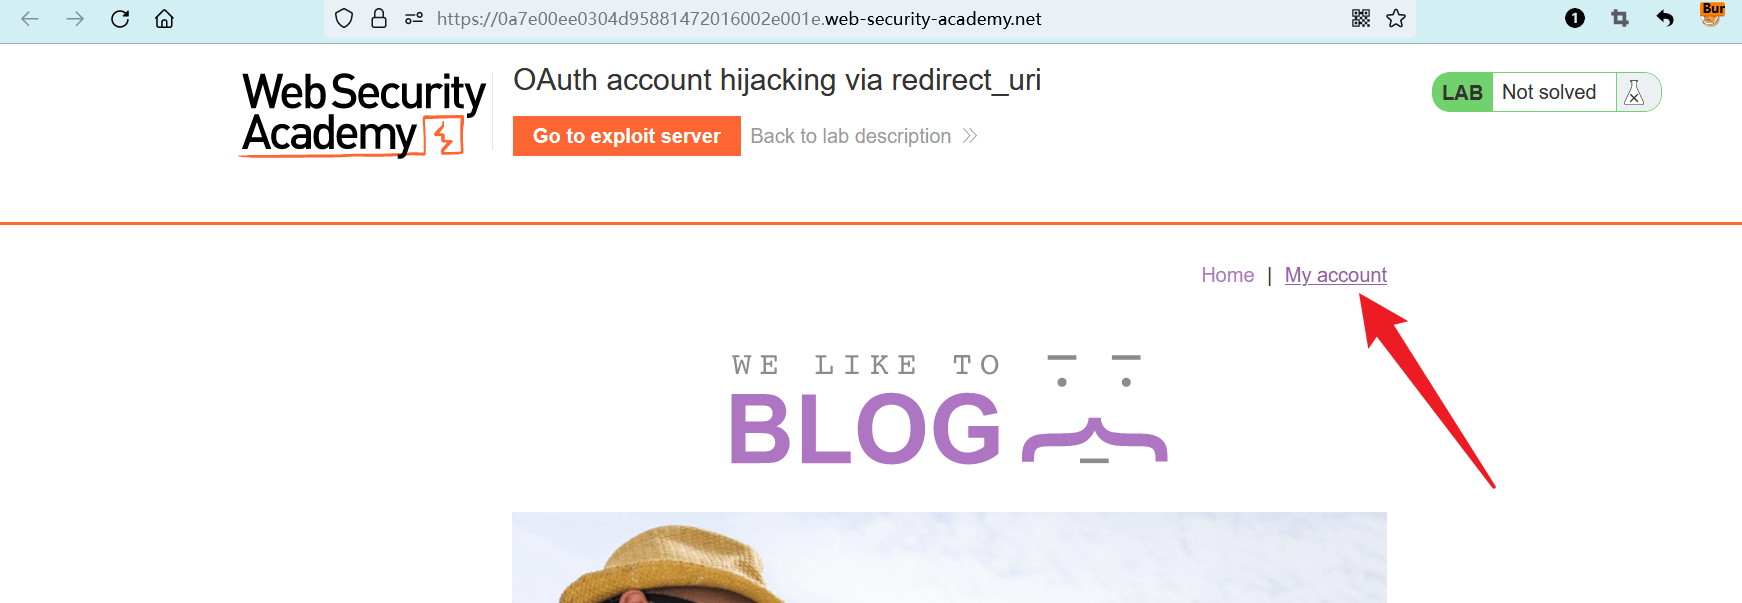 https://0a7e00ee0304d95881472016002e001e.web-security-academy.net
1
Bur
Web Security
Academy
OAuth account hijacking via redirect_uri
Go to exploit server
Back to lab description
LAB
Not solved
Home | My account
WE LIKE TO
BLOG